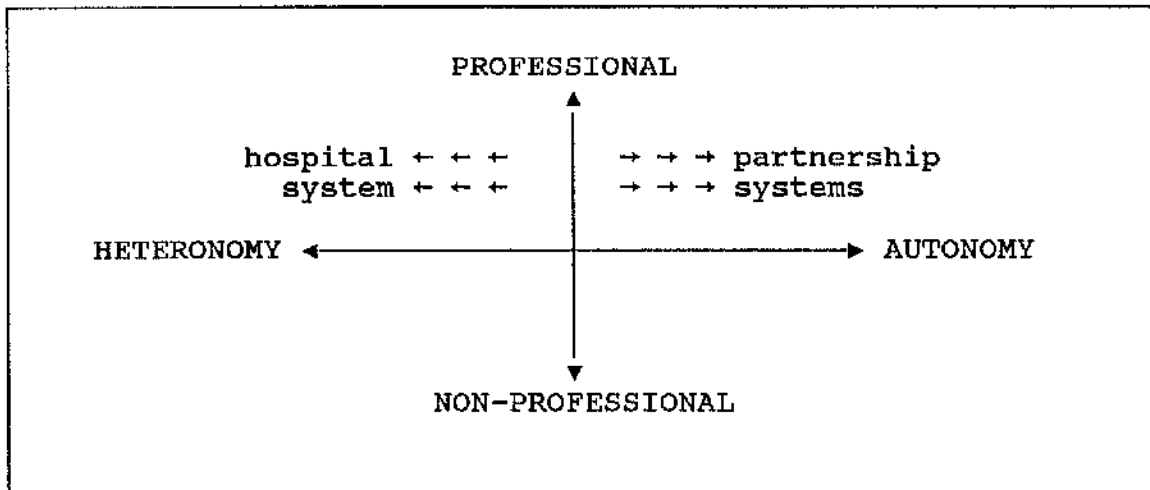 PROFESSIONAL
hospital ← ← ← → → → partnership
system ← ← ← → → → systems
HETERONOMY AUTONOMY
NON-PROFESSIONAL